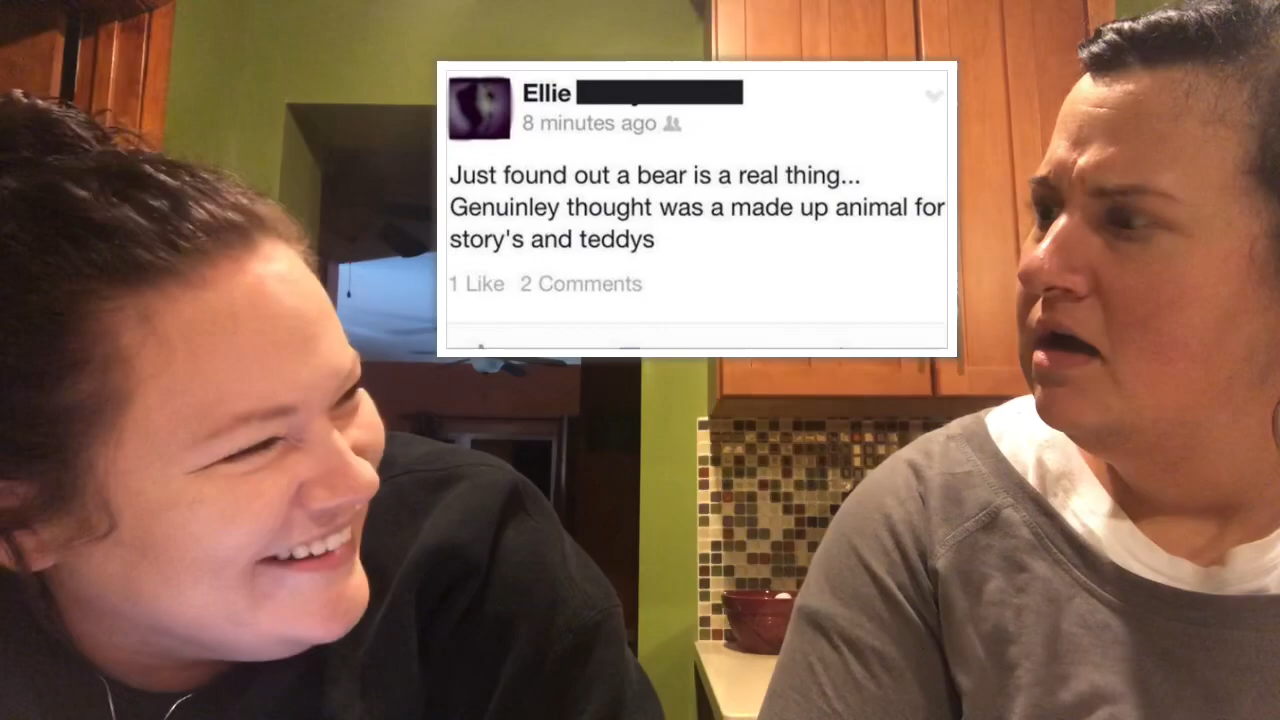 Ellie
8 minutes ago
Just found out a bear is a real thing...
Genuinley thought was a made up animal for
story's and teddys
1 Like 2 Comments